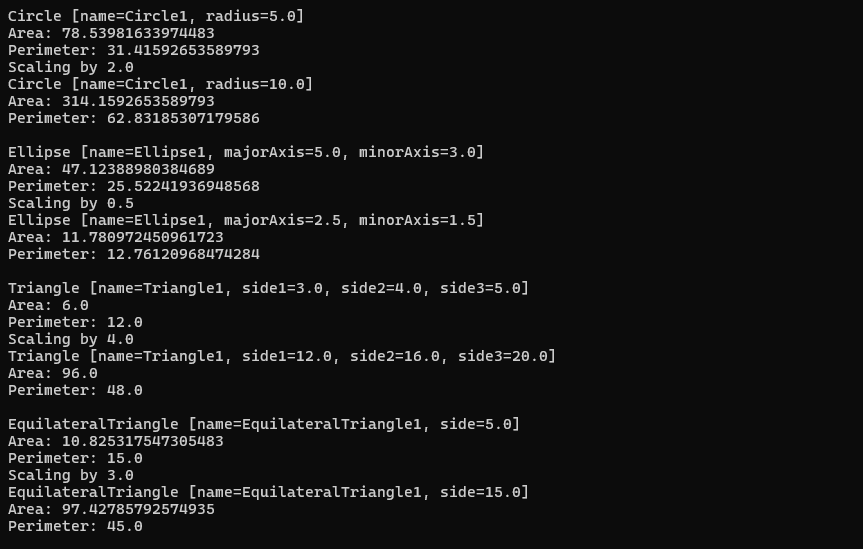 Circle [name=Circle1, radius=5.0]
Area: 78.53981633974483
Perimeter: 31.41592653589793
Scaling by 2.0
Circle [name=Circle1, radius=10.0]
Area: 314.1592653589793
Perimeter: 62.83185307179586
Ellipse [name=Ellipse1, majorAxis=5.0, minorAxis=3.0]
Area: 47.12388980384689
Perimeter: 25.52241936948568
Scaling by 0.5
Ellipse [name=Ellipse1, majorAxis=2.5, minorAxis=1.5]
Area: 11.780972450961723
Perimeter: 12.76120968474284
Triangle [name=Triangle1, side1=3.0, side2=4.0, side3=5.0]
Area: 6.0
Perimeter: 12.0
Scaling by 4.0
Triangle [name=Triangle1, side1=12.0, side2=16.0, side3=20.0]
Area: 96.0
Perimeter: 48.0
EquilateralTriangle [name=EquilateralTriangle1, side=5.0]
Area: 10.825317547305483
Perimeter: 15.0
Scaling by 3.0
EquilateralTriangle [name=EquilateralTriangle1, side=15.0]
Area: 97.42785792574935
Perimeter: 45.0